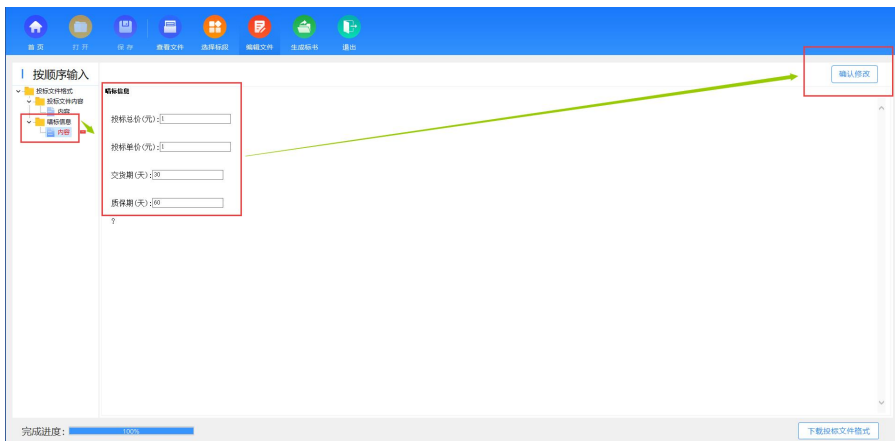 首页 打开 保存 查看文件 选择标段 编辑文件 生成标书 退出
按顺序输入
确认修改
投标文件格式
投标文件内容
内容
唱标信息
内容
唱标信息
投标总价(元):1
投标单价(元):1
交货期(天):30
质保期(天):60
?
完成进度: 100%
下载投标文件格式